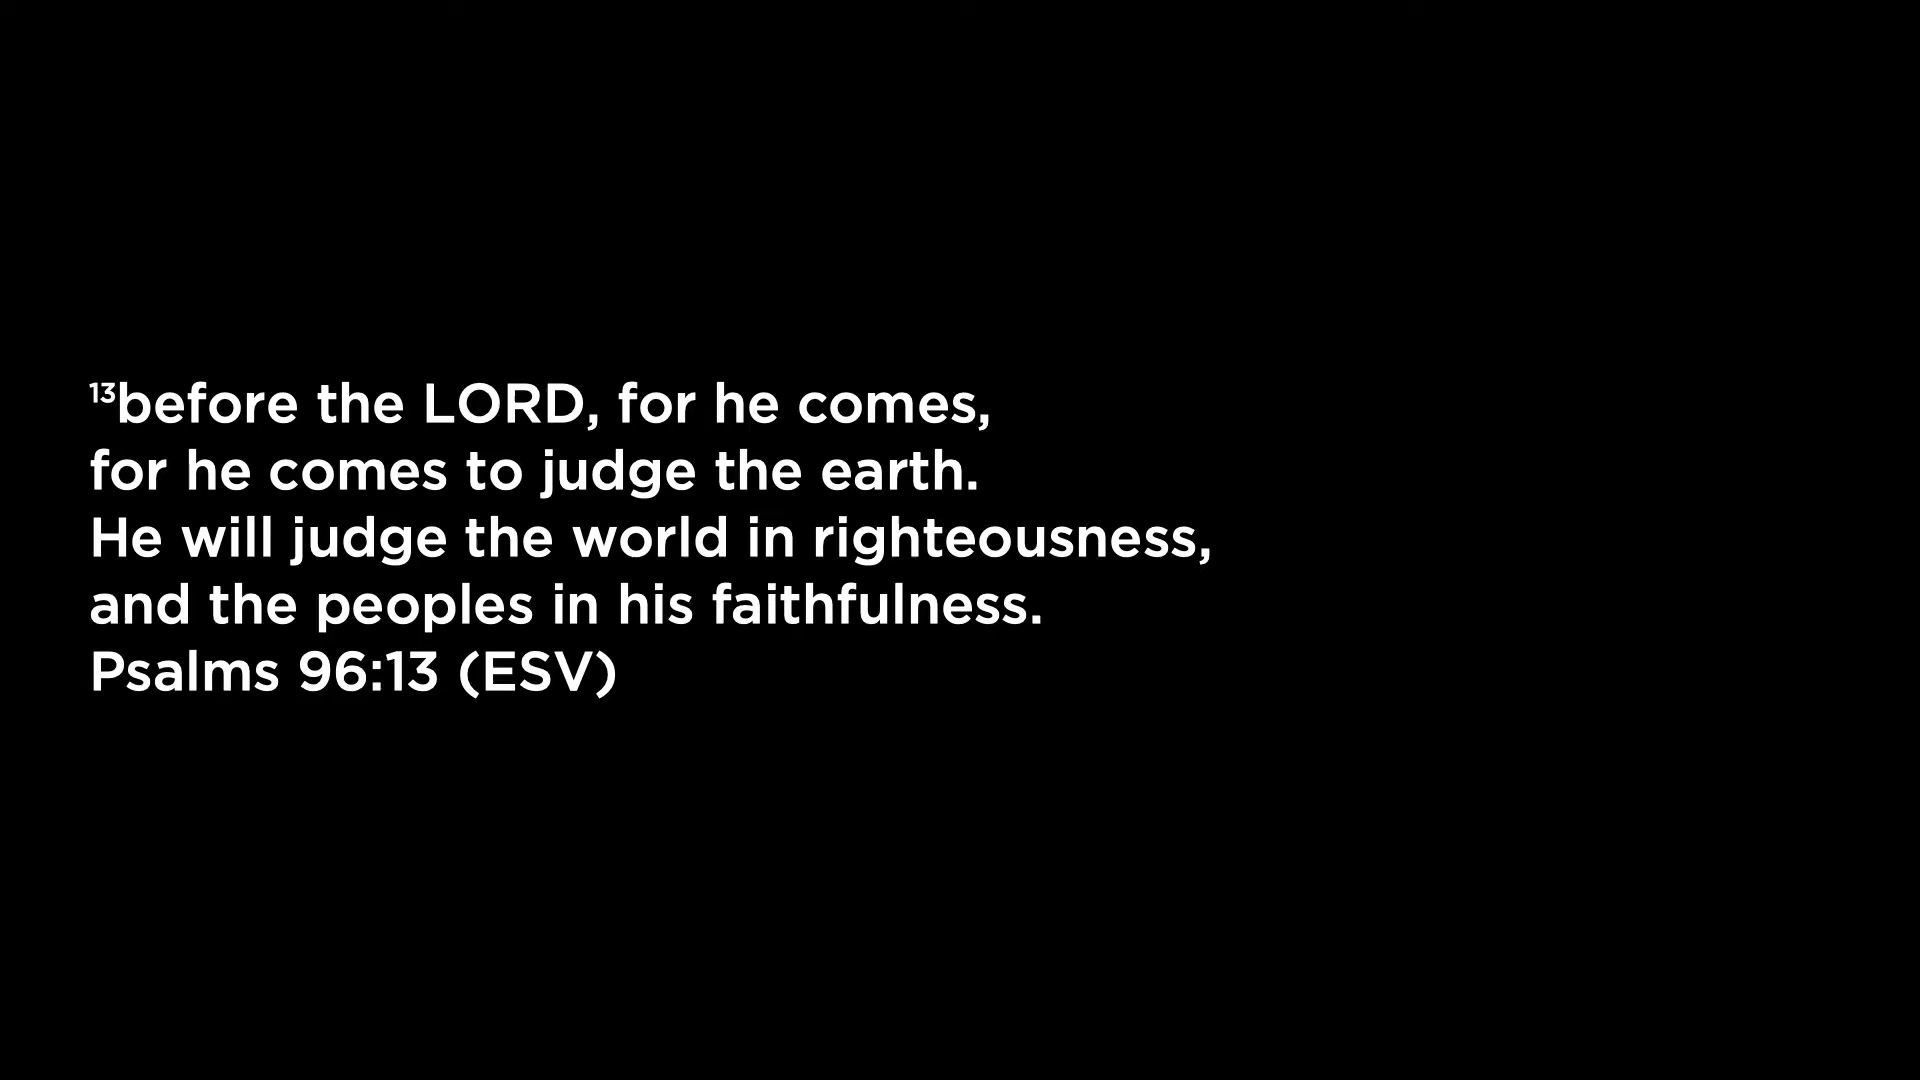 ¹³before the LORD, for he comes,
for he comes to judge the earth.
He will judge the world in righteousness,
and the peoples in his faithfulness.
Psalms 96:13 (ESV)